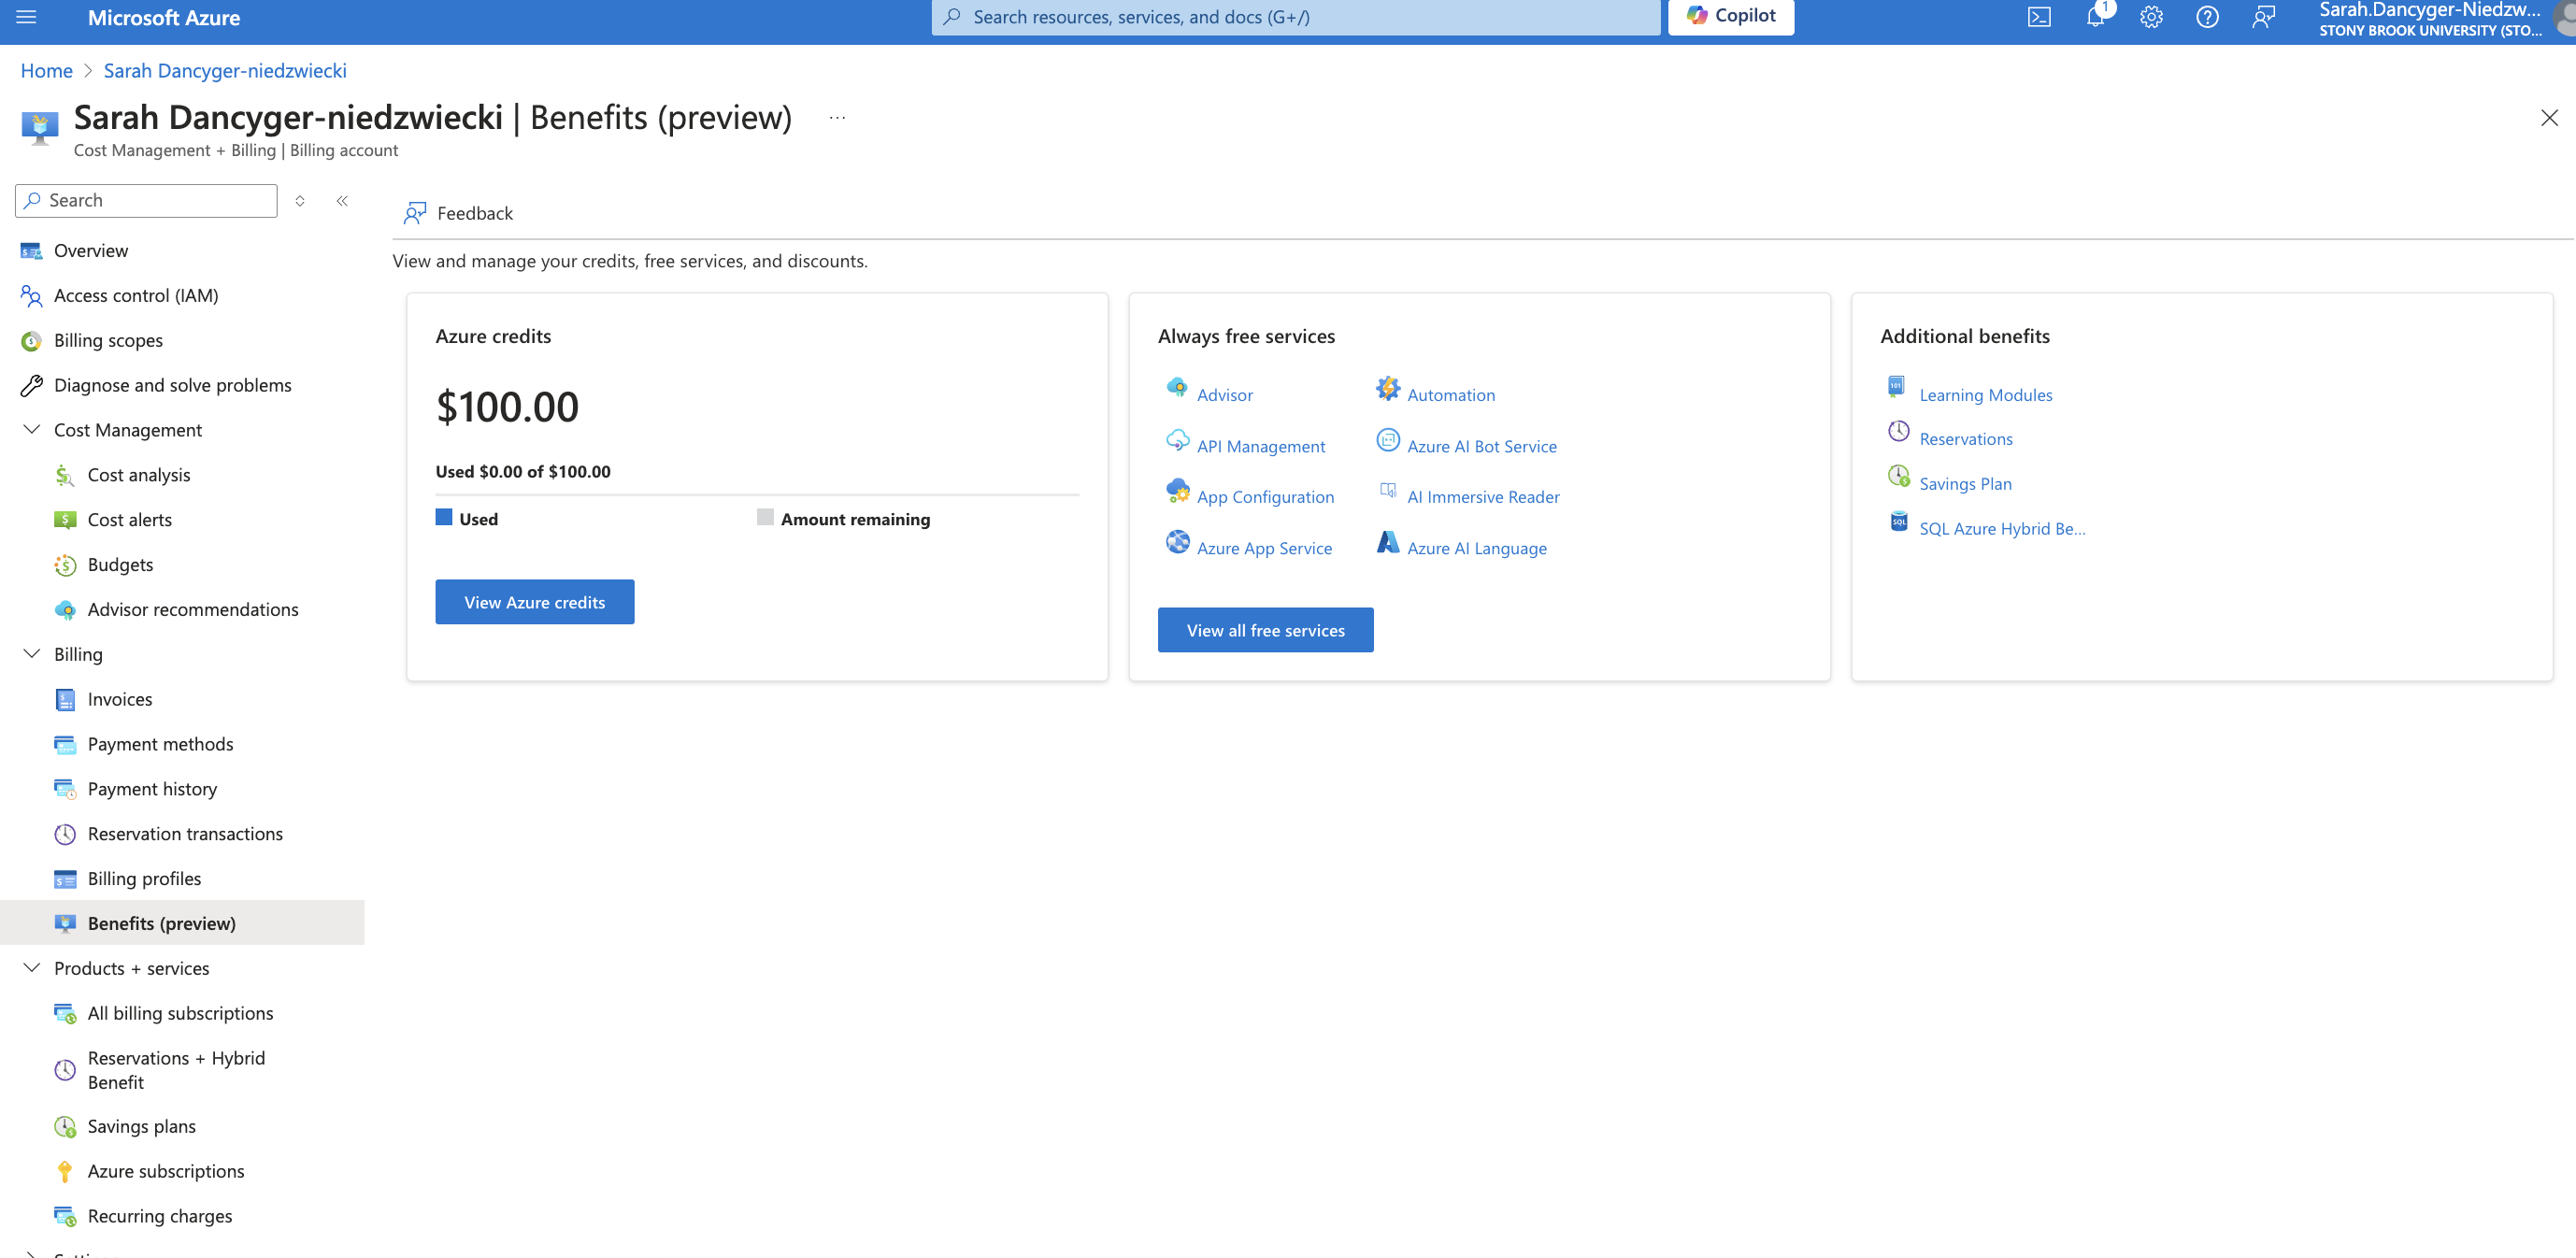 Microsoft Azure
Search resources, services, and docs (G+/)
Copilot
1
Sarah.Dancyger-Niedzw...
STONY BROOK UNIVERSITY (STO...
Home > Sarah Dancyger-niedzwiecki
Sarah Dancyger-niedzwiecki | Benefits (preview) ...
Cost Management + Billing | Billing account
Search
Overview
Access control (IAM)
Billing scopes
Diagnose and solve problems
Cost Management
Cost analysis
Cost alerts
Budgets
Advisor recommendations
Billing
Invoices
Payment methods
Payment history
Reservation transactions
Billing profiles
Benefits (preview)
Products + services
All billing subscriptions
Reservations + Hybrid
Benefit
Savings plans
Azure subscriptions
Recurring charges
Feedback
View and manage your credits, free services, and discounts.
Azure credits
$100.00
Used $0.00 of $100.00
Used
Amount remaining
View Azure credits
Always free services
Advisor
Automation
API Management
Azure AI Bot Service
App Configuration
AI Immersive Reader
Azure App Service
Azure AI Language
View all free services
Additional benefits
Learning Modules
Reservations
Savings Plan
SQL Azure Hybrid Be...